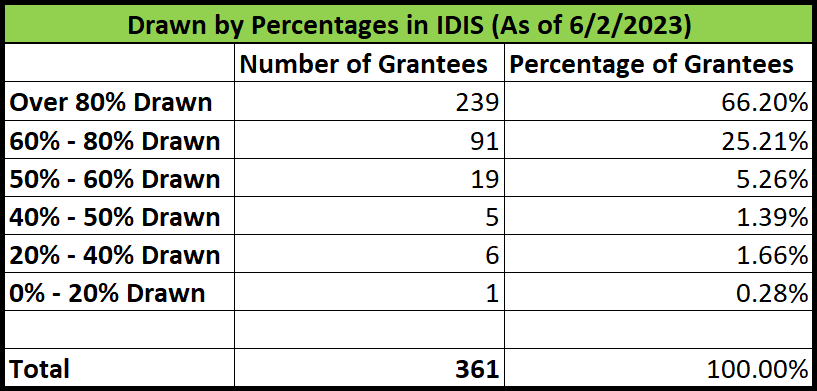 Drawn by Percentages in IDIS (As of 6/2/2023)
Number of Grantees Percentage of Grantees
Over 80% Drawn 239 66.20%
60% - 80% Drawn 91 25.21%
50% - 60% Drawn 19 5.26%
40% - 50% Drawn 5 1.39%
20% - 40% Drawn 6 1.66%
0% - 20% Drawn 1 0.28%
Total 361 100.00%